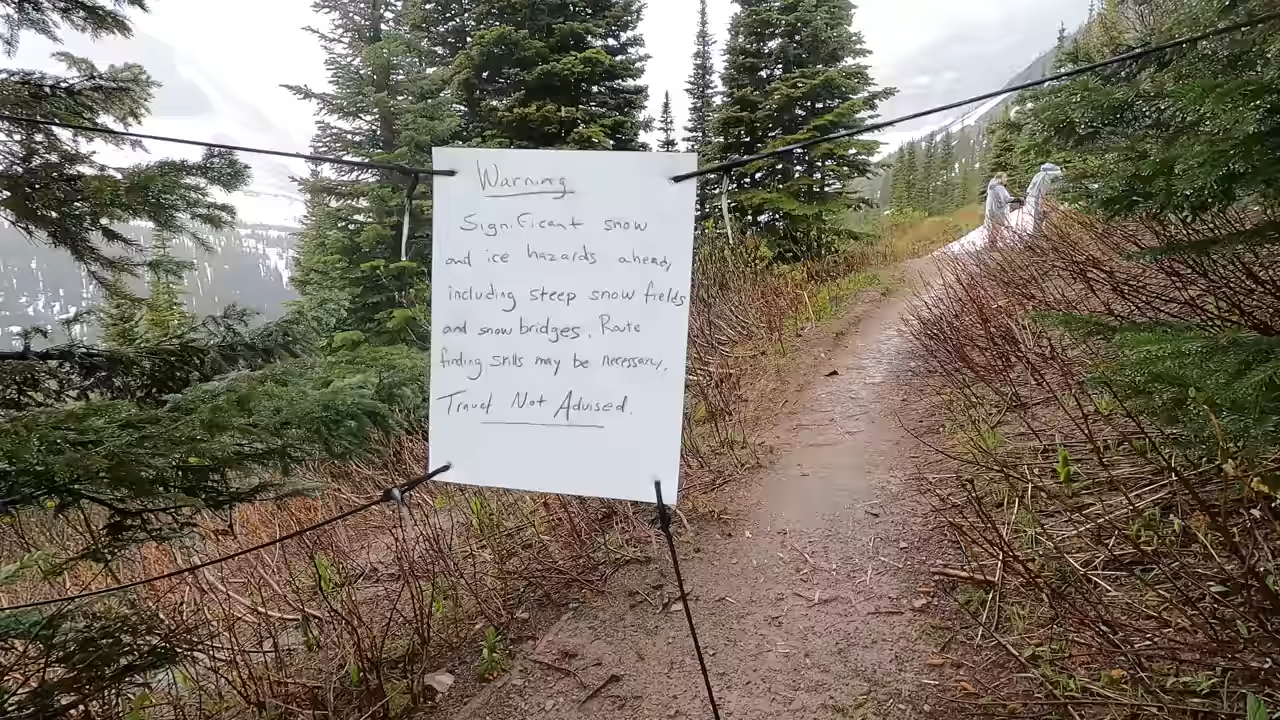 Warning
Significant snow
and ice hazards ahead,
including steep snow fields
and snow bridges. Route
finding skills may be necessary.
Travel Not Advised.